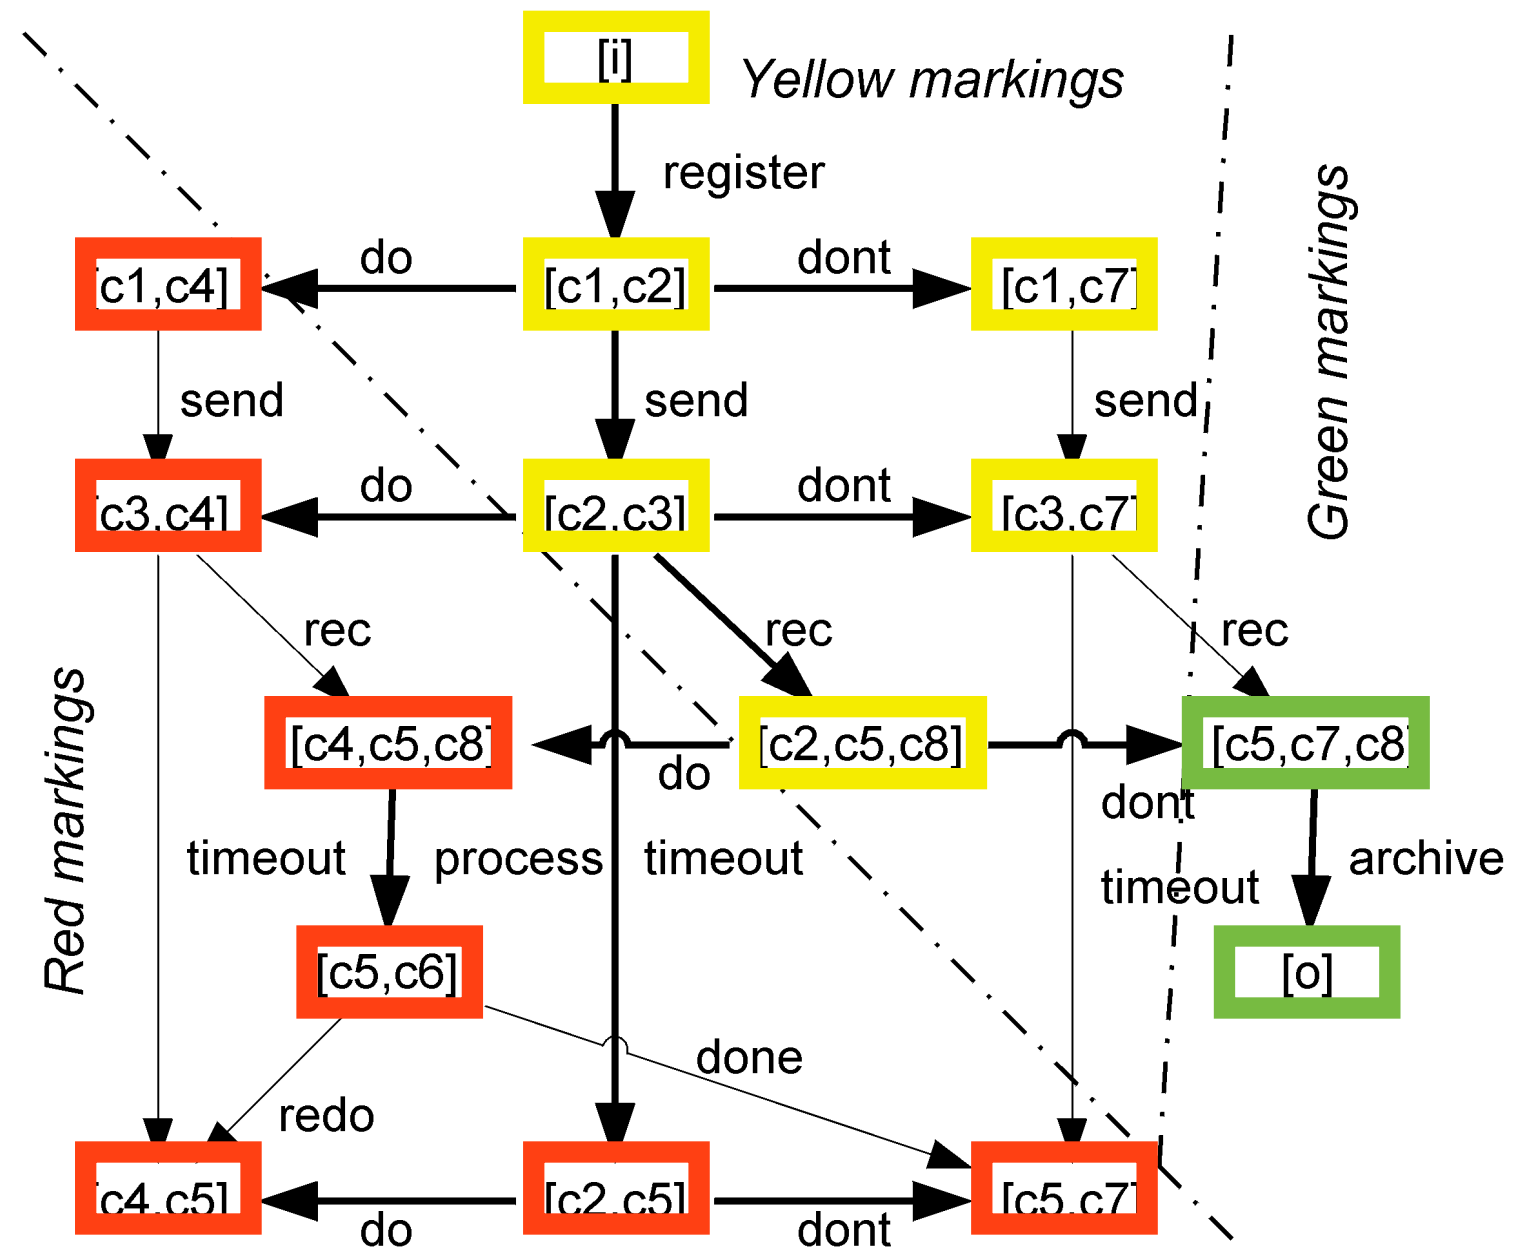 [i]
Yellow markings
register
Green markings
do
dont
[c1,c4]
[c1,c2]
[c1,c7]
send
send
send
do
dont
[c3,c4]
[c2,c3]
[c3,c7]
rec
rec
rec
Red markings
[c4,c5,c8]
[c2,c5,c8]
[c5,c7,c8]
do
dont
timeout
process
timeout
timeout
archive
[c5,c6]
[o]
done
redo
[c4,c5]
[c2,c5]
[c5,c7]
do
dont